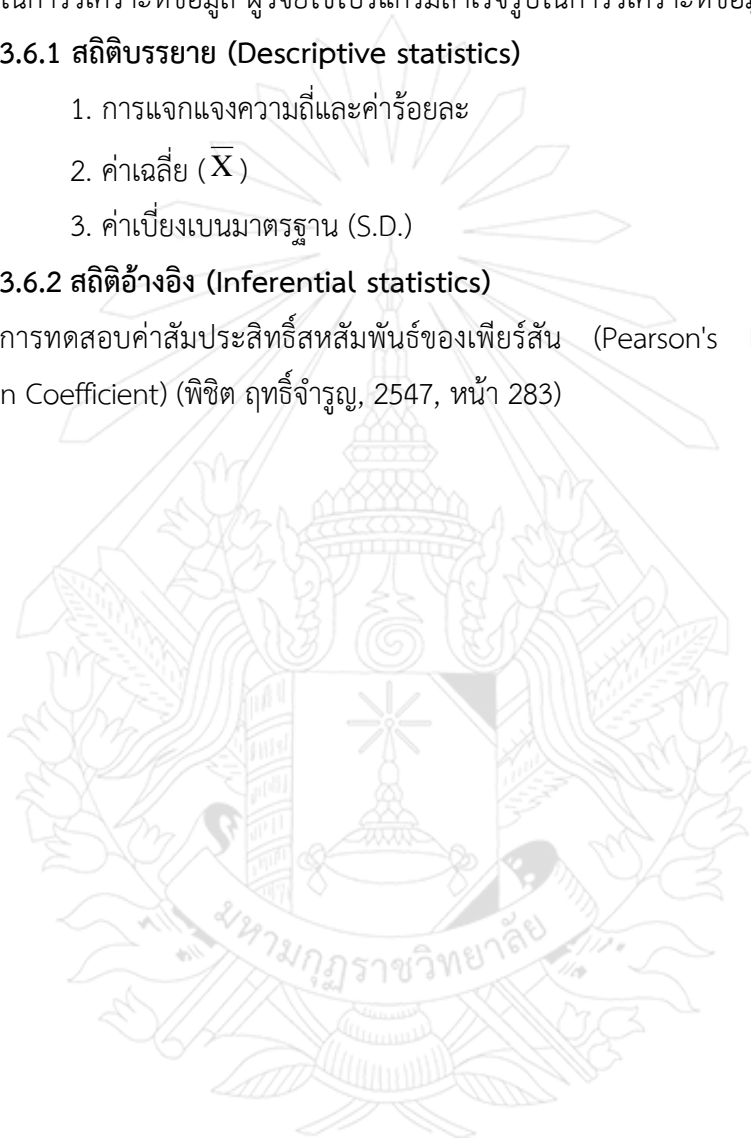 ในการวิเคราะห์ข้อมูล ผู้วิจัยใช้โปรแกรมสำเร็จรูปในการวิเคราะห์ข้อมู
3.6.1 สถิติบรรยาย (Descriptive statistics)
1. การแจกแจงความถี่และค่าร้อยละ
2. ค่าเฉลี่ย (X̅)
3. ค่าเบี่ยงเบนมาตรฐาน (S.D.)
3.6.2 สถิติอ้างอิง (Inferential statistics)
การทดสอบค่าสัมประสิทธิ์สหสัมพันธ์ของเพียร์สัน (Pearson's
n Coefficient) (พิชิต ฤทธิ์จำรูญ, 2547, หน้า 283)
มหามกุฏราชวิทยาลัย